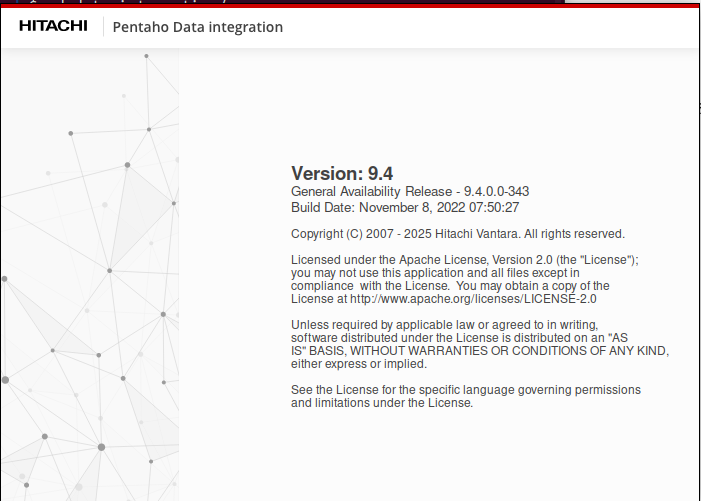 HITACHI Pentaho Data integration
Version: 9.4
General Availability Release - 9.4.0.0-343
Build Date: November 8, 2022 07:50:27
Copyright (C) 2007 - 2025 Hitachi Vantara. All rights reserved.
Licensed under the Apache License, Version 2.0 (the "License");
you may not use this application and all files except in
compliance  with the License.  You may obtain a copy of the
License at http://www.apache.org/licenses/LICENSE-2.0
Unless required by applicable law or agreed to in writing,
software distributed under the License is distributed on an "AS
IS" BASIS, WITHOUT WARRANTIES OR CONDITIONS OF ANY KIND,
either express or implied.
See the License for the specific language governing permissions
and limitations under the License.